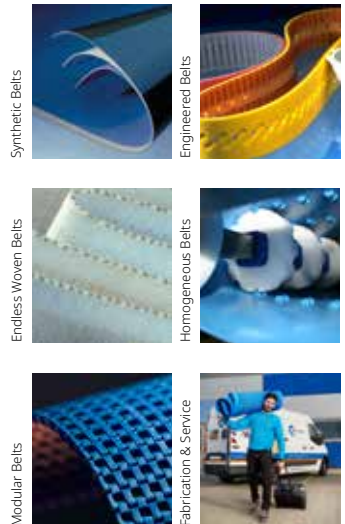 Synthetic Belts
Engineered Belts
Endless Woven Belts
Homogeneous Belts
Modular Belts
Fabrication & Service